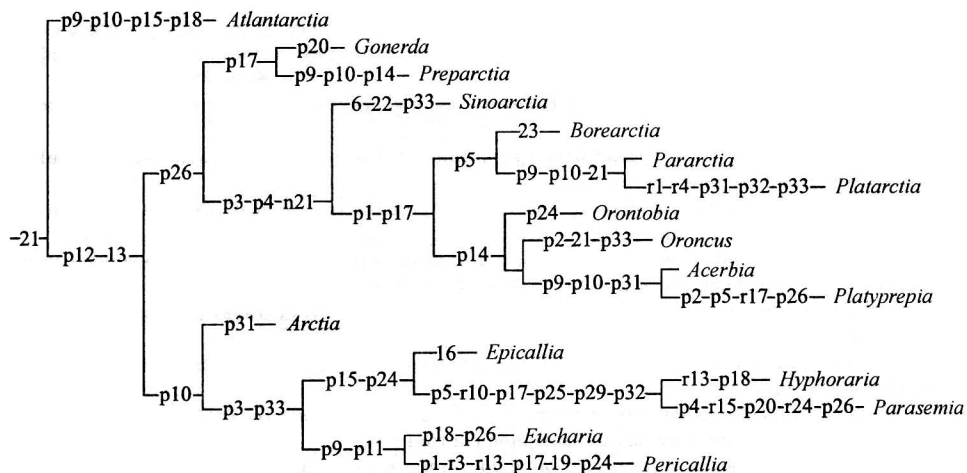 p9-p10-p15-p18- Atlantarctia
p20- Gonerda
p17
p9-p10-p14- Preparctia
6-22-p33- Sinoarctia
23- Borearctia
p5
Pararctia
p26
p9-p10-21
r1-r4-p31-p32-p33- Platarctia
p3-p4-n21
p1-p17
p24- Orontobia
-21
p2-21-p33- Oroncus
p12-13
p14
Acerbia
p9-p10-p31
p2-p5-r17-p26- Platyprepia
p31- Arctia
16- Epicallia
p15-p24
r13-p18- Hyphoraria
p10
p5-r10-p17-p25-p29-p32
p3-p33
p4-r15-p20-r24-p26- Parasemia
p18-p26- Eucharia
p9-p11
p1-r3-r13-p17-19-p24- Pericallia